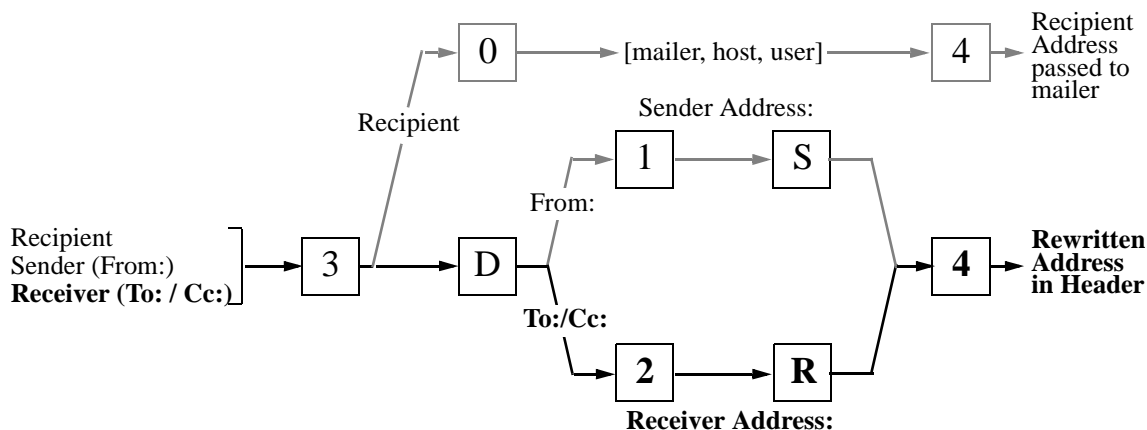 Recipient
Address
passed to
mailer
0
[mailer, host, user]
4
Sender Address:
Recipient
1
S
From:
Recipient
Sender (From:)
Receiver (To: / Cc:)
3
D
4
Rewritten
Address
in Header
To:/Cc:
2
R
Receiver Address: